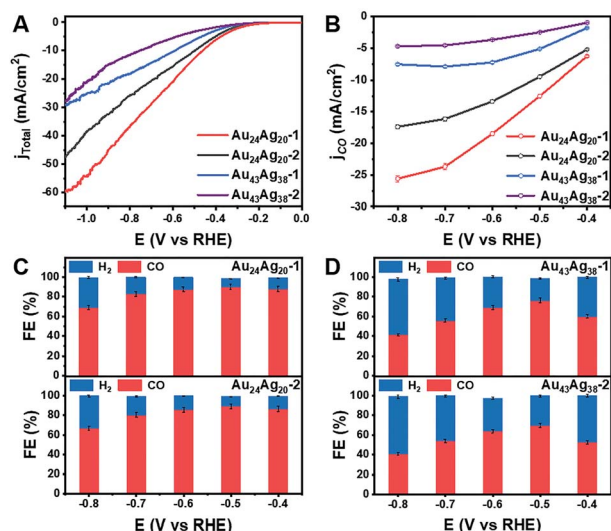 A
j_Total (mA/cm²)
0
-10
-20
-30
-40
-50
-60
Au₂₄Ag₂₀-1
Au₂₄Ag₂₀-2
Au₄₃Ag₃₈-1
Au₄₃Ag₃₈-2
-1.0 -0.8 -0.6 -0.4 -0.2 0.0
E (V vs RHE)
B
j_CO (mA/cm²)
0
-5
-10
-15
-20
-25
-30
Au₂₄Ag₂₀-1
Au₂₄Ag₂₀-2
Au₄₃Ag₃₈-1
Au₄₃Ag₃₈-2
-0.8 -0.7 -0.6 -0.5 -0.4
E (V vs RHE)
C
H₂ CO Au₂₄Ag₂₀-1
FE (%)
100
80
60
40
20
0
H₂ CO Au₂₄Ag₂₀-2
FE (%)
100
80
60
40
20
0
-0.8 -0.7 -0.6 -0.5 -0.4
E (V vs RHE)
D
H₂ CO Au₄₃Ag₃₈-1
FE (%)
100
80
60
40
20
0
H₂ CO Au₄₃Ag₃₈-2
FE (%)
100
80
60
40
20
0
-0.8 -0.7 -0.6 -0.5 -0.4
E (V vs RHE)